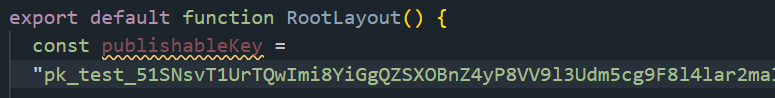 export default function RootLayout() {
const publishableKey =
"pk_test_51SNsvT1UrTQwImi8YiGgQZSXOBnZ4yP8VV9l3Udm5cg9F8l4lar2ma